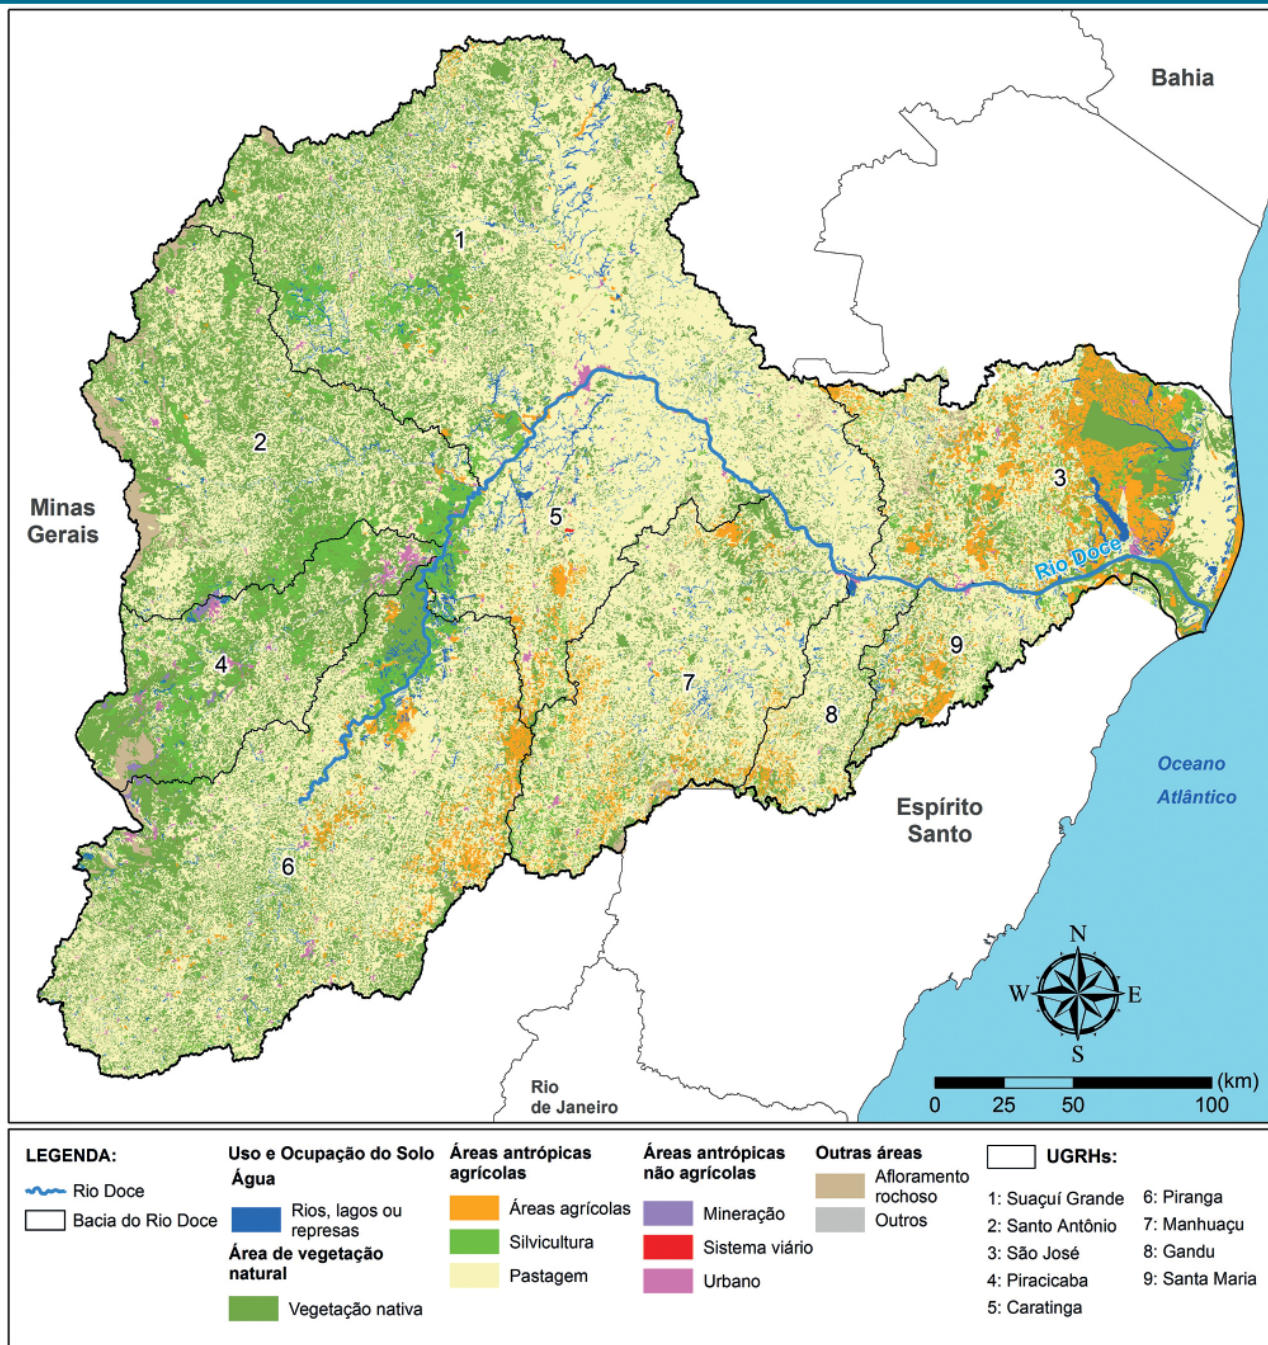 Bahia
1
2
Minas
Gerais
3
5
Rio Doce
9
4
7
8
Oceano
Atlântico
Espírito
Santo
6
N
W
E
S
Rio
de Janeiro
(km)
0 25 50 100
LEGENDA:
Rio Doce
Bacia do Rio Doce
Uso e Ocupação do Solo
Água
Rios, lagos ou
represas
Área de vegetação
natural
Vegetação nativa
Áreas antrópicas
agrícolas
Áreas agrícolas
Silvicultura
Pastagem
Áreas antrópicas
não agrícolas
Mineração
Sistema viário
Urbano
Outras áreas
Afloramento
rochoso
Outros
UGRHs:
1: Suaçuí Grande
2: Santo Antônio
3: São José
4: Piracicaba
5: Caratinga
6: Piranga
7: Manhuaçu
8: Gandu
9: Santa Maria